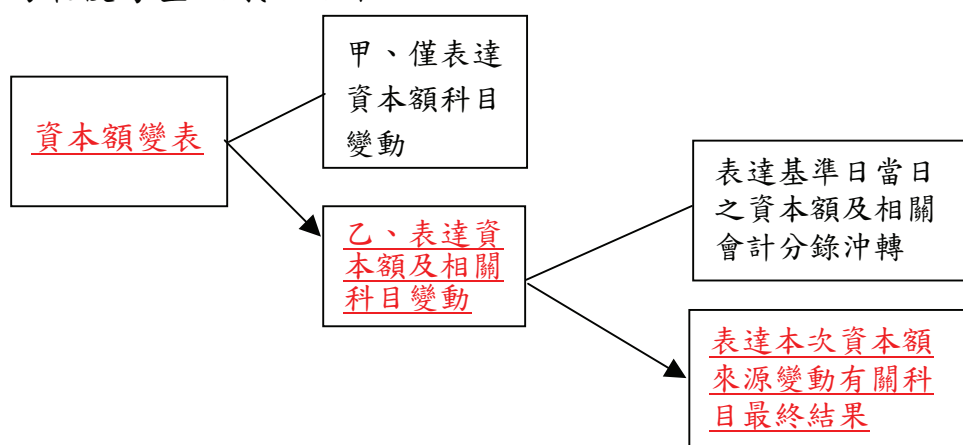 甲、僅表達
資本額科目
變動
資本額變表
乙、表達資
本額及相關
科目變動
表達基準日當日
之資本額及相關
會計分錄沖轉
表達本次資本額
來源變動有關科
目最終結果